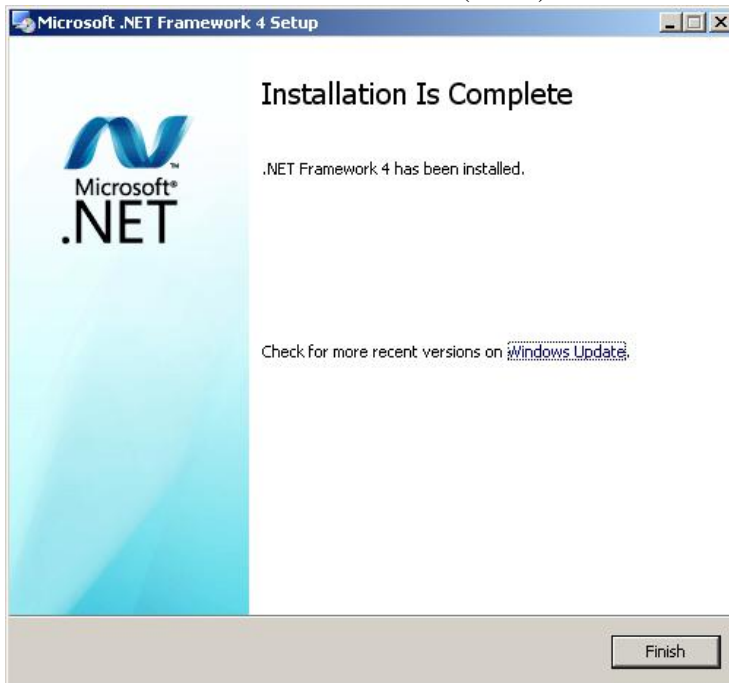 Microsoft .NET Framework 4 Setup
Installation Is Complete
.NET Framework 4 has been installed.
Microsoft®
.NET
™
Check for more recent versions on Windows Update.
Finish